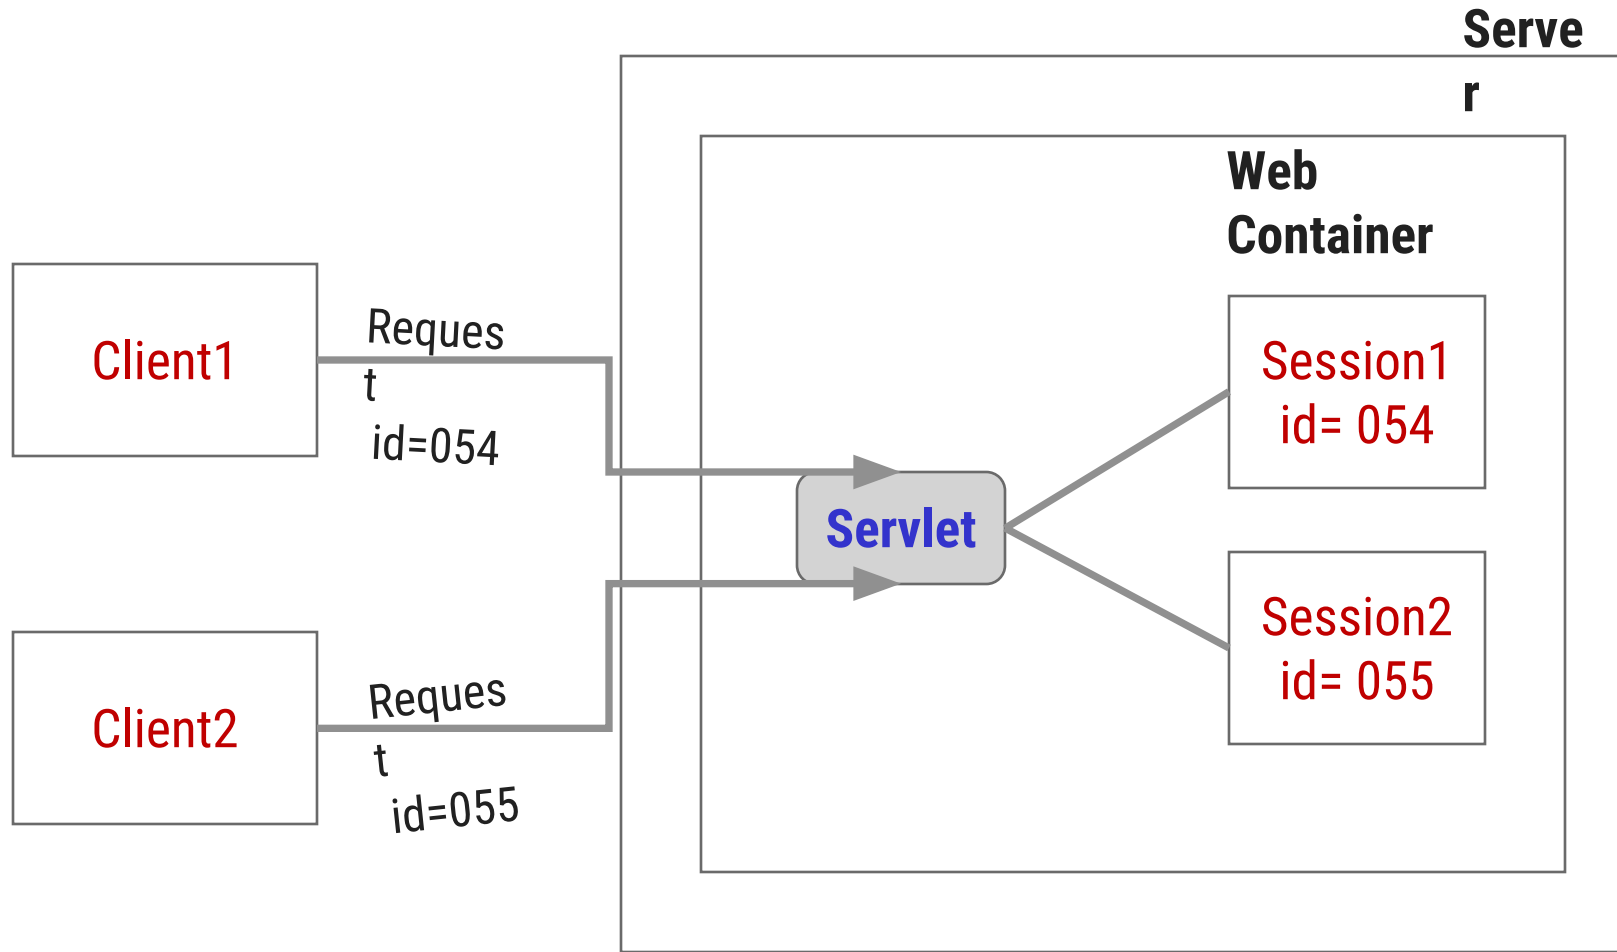 Serve
r
Web
Container
Client1
Reques
t
id=054
Servlet
Session1
id= 054
Session2
id= 055
Client2
Reques
t
id=055